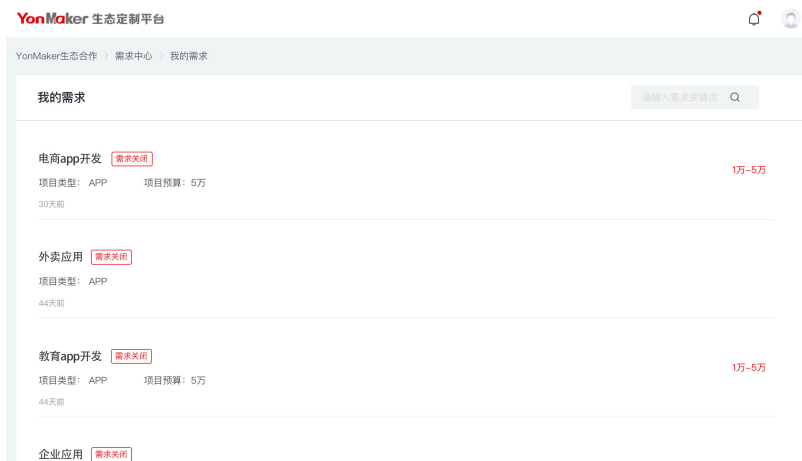 YonMaker 生态定制平台
YonMaker生态合作 > 需求中心 > 我的需求
我的需求 请输入需求关键词
电商app开发 需求关闭
1万~5万
项目类型： APP 项目预算：5万
30天前
外卖应用 需求关闭
项目类型： APP
44天前
教育app开发 需求关闭
1万~5万
项目类型： APP 项目预算：5万
44天前
企业应用 需求关闭